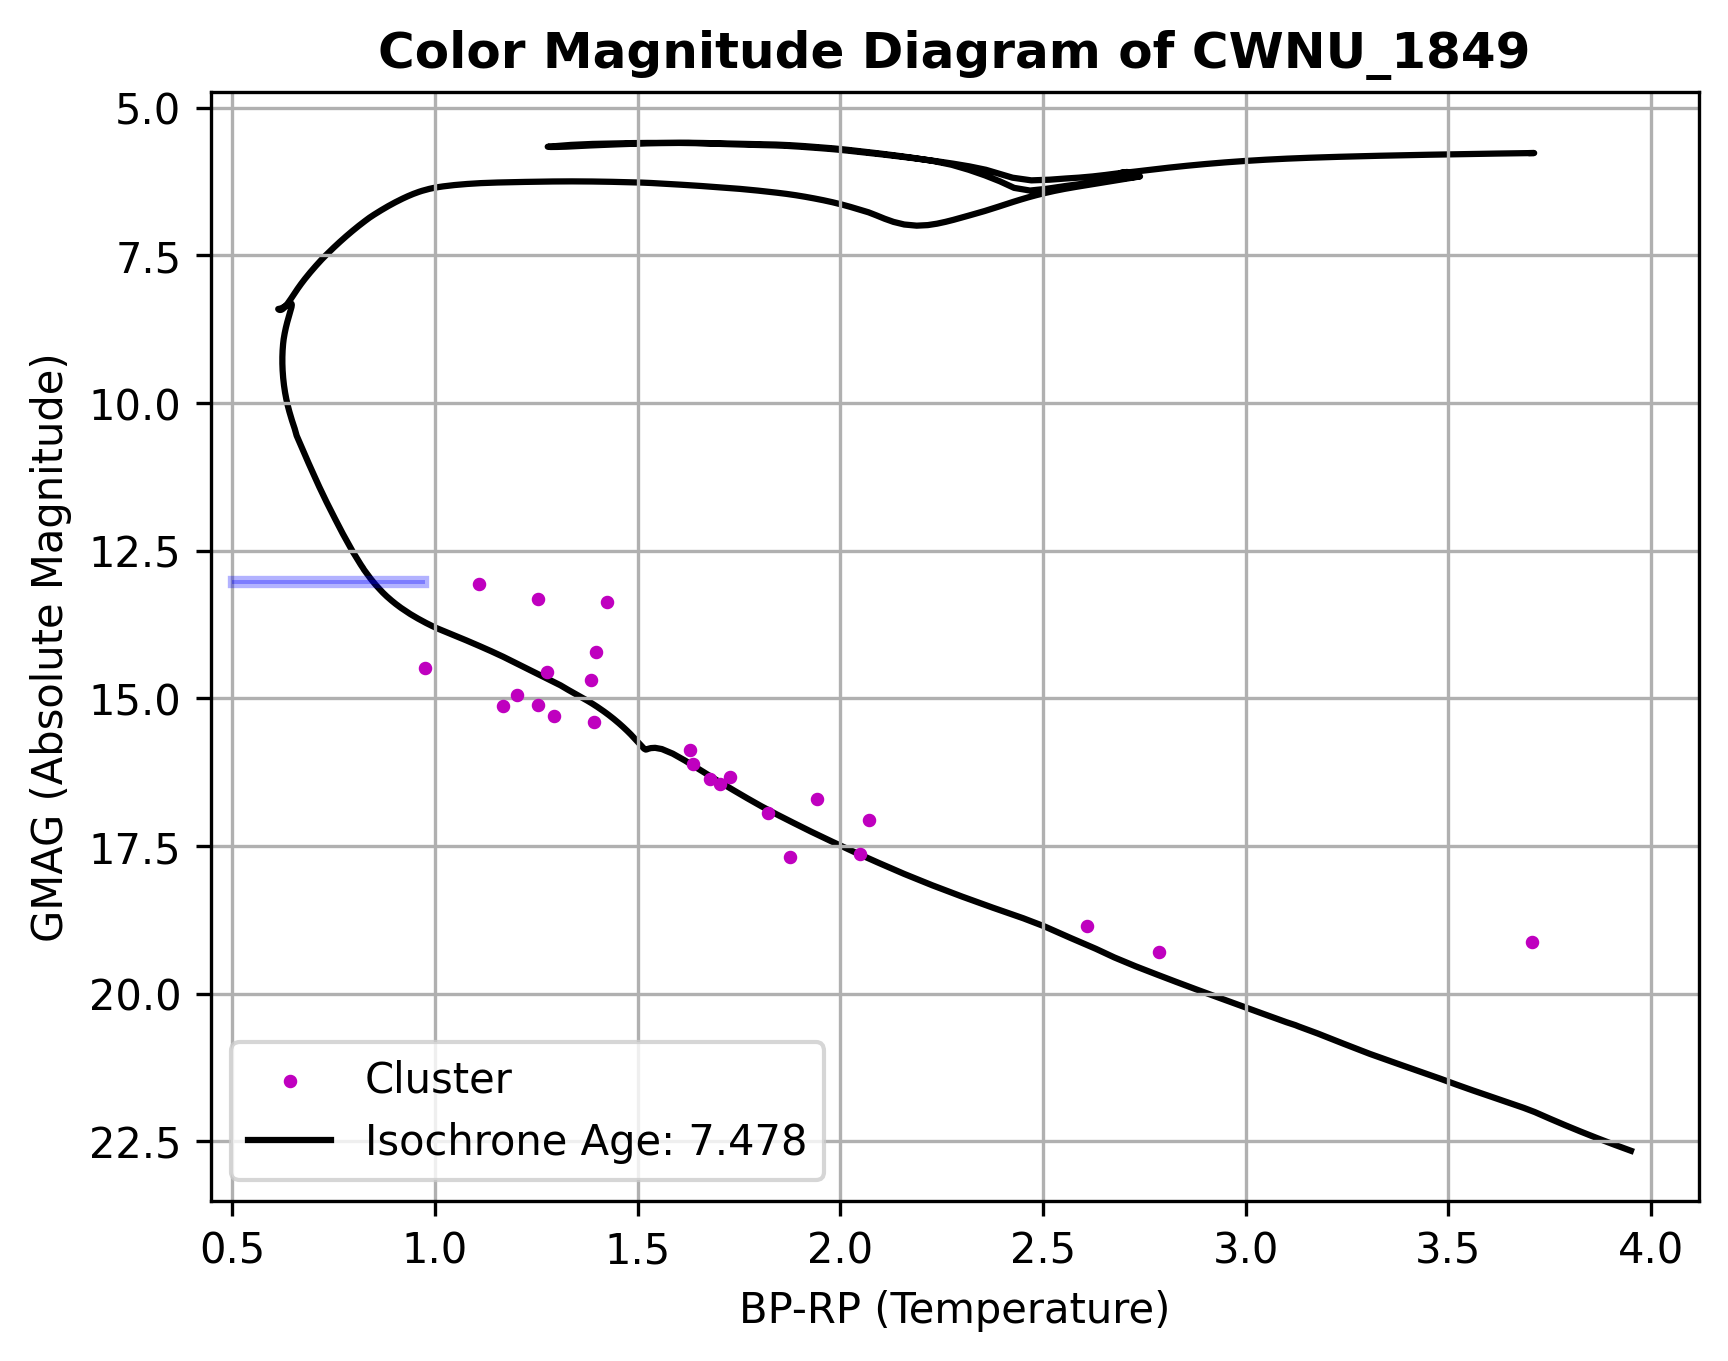 Color Magnitude Diagram of CWNU_1849
GMAG (Absolute Magnitude)
5.0
7.5
10.0
12.5
15.0
17.5
20.0
22.5
Cluster
Isochrone Age: 7.478
0.5 1.0 1.5 2.0 2.5 3.0 3.5 4.0
BP-RP (Temperature)